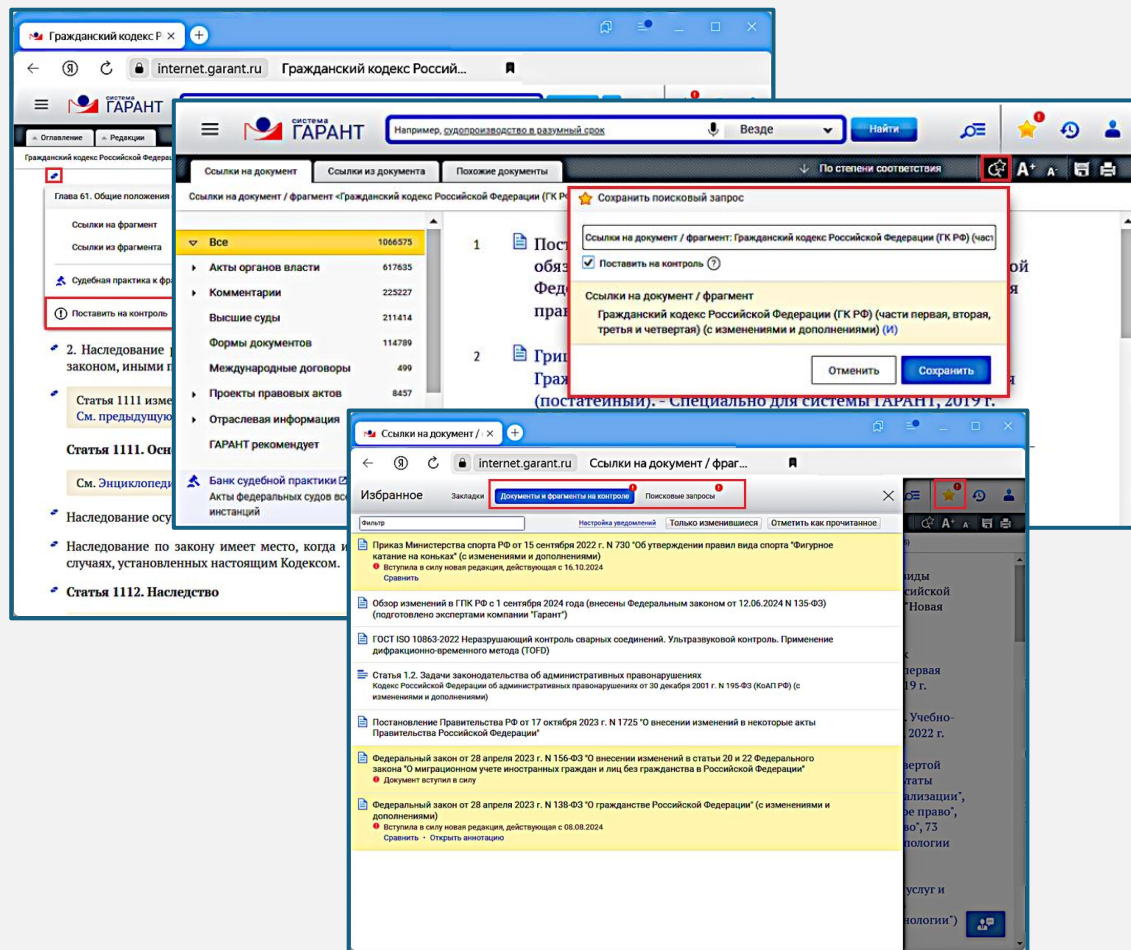 Гражданский кодекс Р
internet.garant.ru Гражданский кодекс Россий...
система
ГАРАНТ
Оглавление Редакции
Гражданский кодекс Российской Федерац
Глава 61. Общие положения
Ссылки на фрагмент
Ссылки из фрагмента
Судебная практика к фр
Поставить на контроль
2. Наследование
законом, иными п
Статья 1111 изме
См. предыдущую
Статья 1111. Осн
См. Энциклопеди
Наследование осу
Наследование по закону имеет место, когда и
случаях, установленных настоящим Кодексом.
Статья 1112. Наследство
система
ГАРАНТ
Например, судопроизводство в разумный срок
Везде
Найти
Ссылки на документ Ссылки из документа Похожие документы
По степени соответствия
A+ A-
Ссылки на документ / фрагмент «Гражданский кодекс Российской Федерации (ГК Р
Все 1066575
Акты органов власти 617635
Комментарии 225227
Высшие суды 211414
Формы документов 114789
Международные договоры 499
Проекты правовых актов 8457
Отраслевая информация
ГАРАНТ рекомендует
Банк судебной практики
Акты федеральных судов все
инстанций
1 Пос
обяз
Фед
прав
2 Гри
Граж
(постатейный). - Специально для системы ГАРАНТ, 2019 г.
Сохранить поисковый запрос
Ссылки на документ / фрагмент: Гражданский кодекс Российской Федерации (ГК РФ) (част
Поставить на контроль
Ссылки на документ / фрагмент
Гражданский кодекс Российской Федерации (ГК РФ) (части первая, вторая,
третья и четвертая) (с изменениями и дополнениями) (И)
Отменить Сохранить
Ссылки на документ /
internet.garant.ru Ссылки на документ / фраг...
Избранное Закладки Документы и фрагменты на контроле Поисковые запросы
Фильтр Настройка уведомлений Только изменившиеся Отметить как прочитанное
Приказ Министерства спорта РФ от 15 сентября 2022 г. N 730 "Об утверждении правил вида спорта "Фигурное
катание на коньках" (с изменениями и дополнениями)
Вступила в силу новая редакция, действующая с 16.10.2024
Сравнить
Обзор изменений в ГПК РФ с 1 сентября 2024 года (внесены Федеральным законом от 12.06.2024 N 135-ФЗ)
(подготовлено экспертами компании "Гарант")
ГОСТ ISO 10863-2022 Неразрушающий контроль сварных соединений. Ультразвуковой контроль. Применение
дифракционно-временного метода (TOFD)
Статья 1.2. Задачи законодательства об административных правонарушениях
Кодекс Российской Федерации об административных правонарушениях от 30 декабря 2001 г. N 195-ФЗ (КоАП РФ) (с
изменениями и дополнениями)
Постановление Правительства РФ от 17 октября 2023 г. N 1725 "О внесении изменений в некоторые акты
Правительства Российской Федерации"
Федеральный закон от 28 апреля 2023 г. N 156-ФЗ "О внесении изменений в статьи 20 и 22 Федерального
закона "О миграционном учете иностранных граждан и лиц без гражданства в Российской Федерации"
Документ вступил в силу
Федеральный закон от 28 апреля 2023 г. N 138-ФЗ "О гражданстве Российской Федерации" (с изменениями и
дополнениями)
Вступила в силу новая редакция, действующая с 08.08.2024
Сравнить • Открыть аннотацию